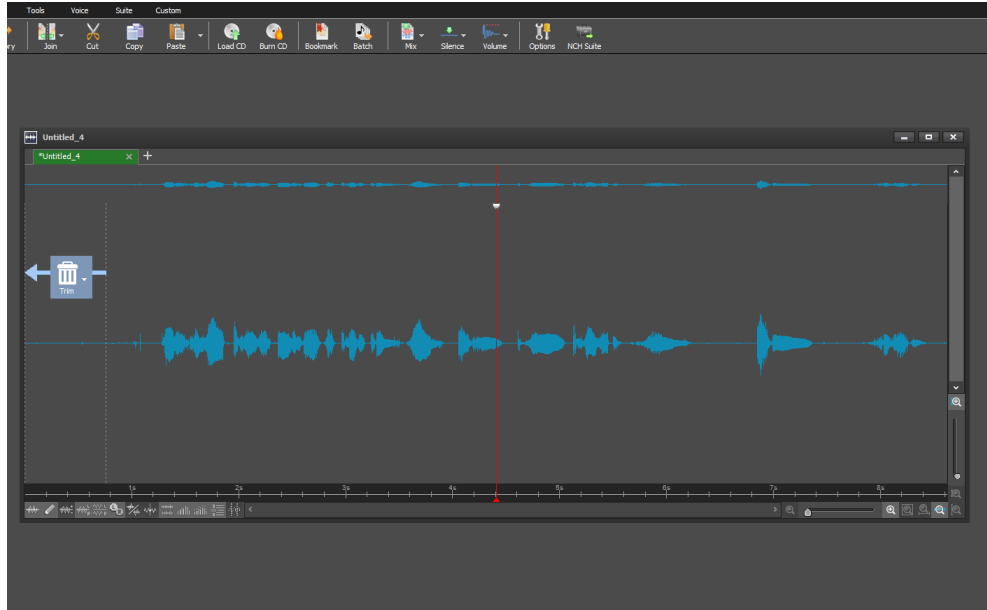 Tools Voice Suite Custom
ry Join Cut Copy Paste Load CD Burn CD Bookmark Batch Mix Silence Volume Options NCH Suite
Untitled_4
*Untitled_4
Trim
1s 2s 3s 4s 5s 6s 7s 8s